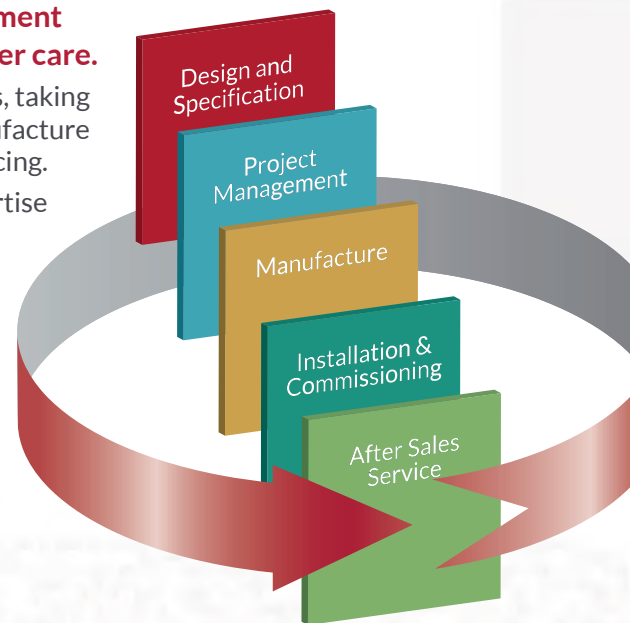 ment
er care.
s, taking
ufacture
cing.
rtise
Design and
Specification
Project
Management
Manufacture
Installation &
Commissioning
After Sales
Service